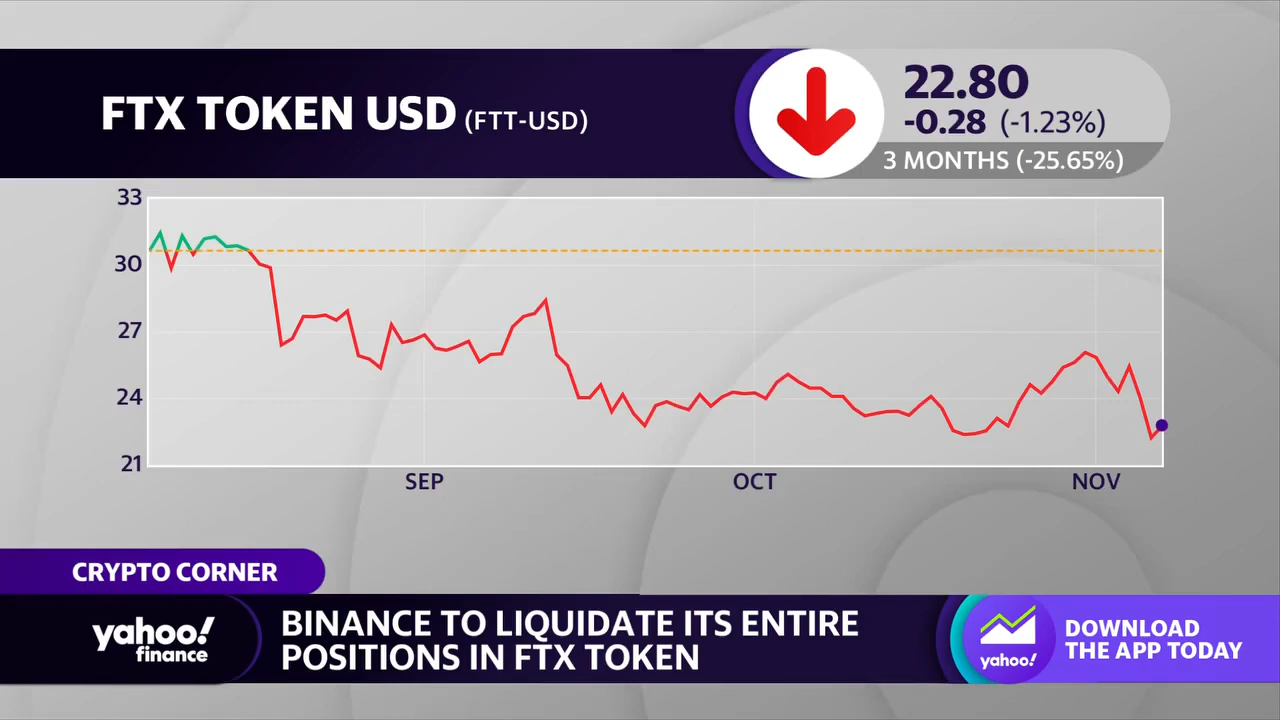 FTX TOKEN USD (FTT-USD)
22.80
-0.28 (-1.23%)
3 MONTHS (-25.65%)
33
30
27
24
21
SEP OCT NOV
CRYPTO CORNER
yahoo!
finance
BINANCE TO LIQUIDATE ITS ENTIRE
POSITIONS IN FTX TOKEN
yahoo!
DOWNLOAD
THE APP TODAY